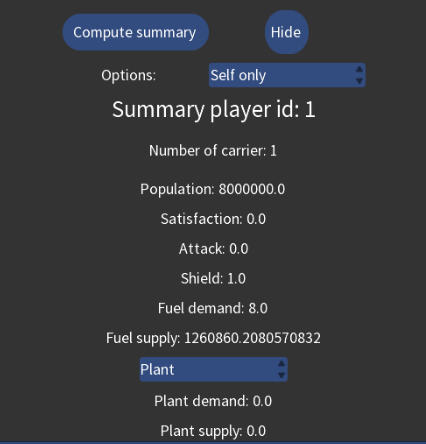 Compute summary Hide
Options: Self only
Summary player id: 1
Number of carrier: 1
Population: 8000000.0
Satisfaction: 0.0
Attack: 0.0
Shield: 1.0
Fuel demand: 8.0
Fuel supply: 1260860.2080570832
Plant
Plant demand: 0.0
Plant supply: 0.0